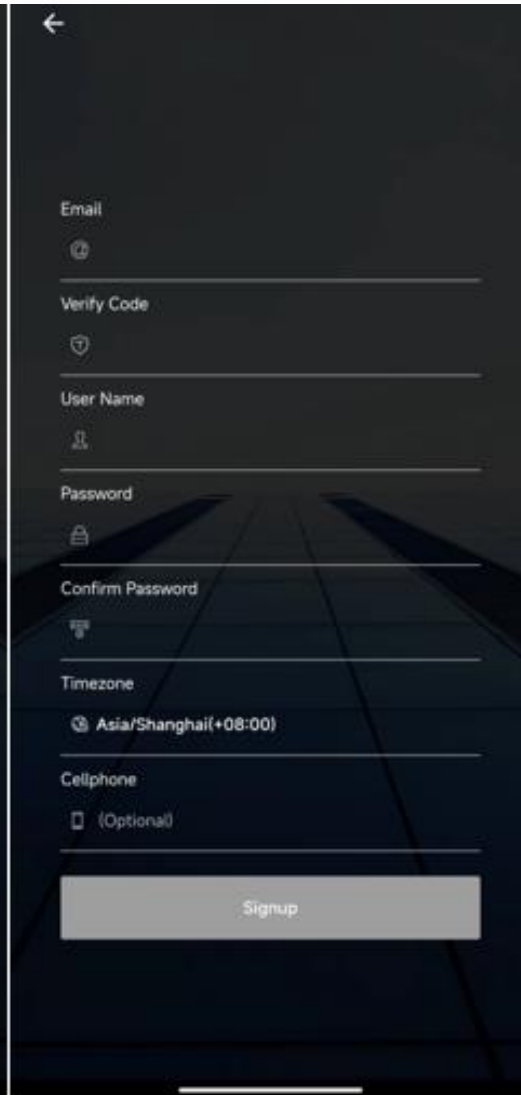 Email
Verify Code
User Name
Password
Confirm Password
Timezone
Asia/Shanghai(+08:00)
Cellphone
(Optional)
Signup